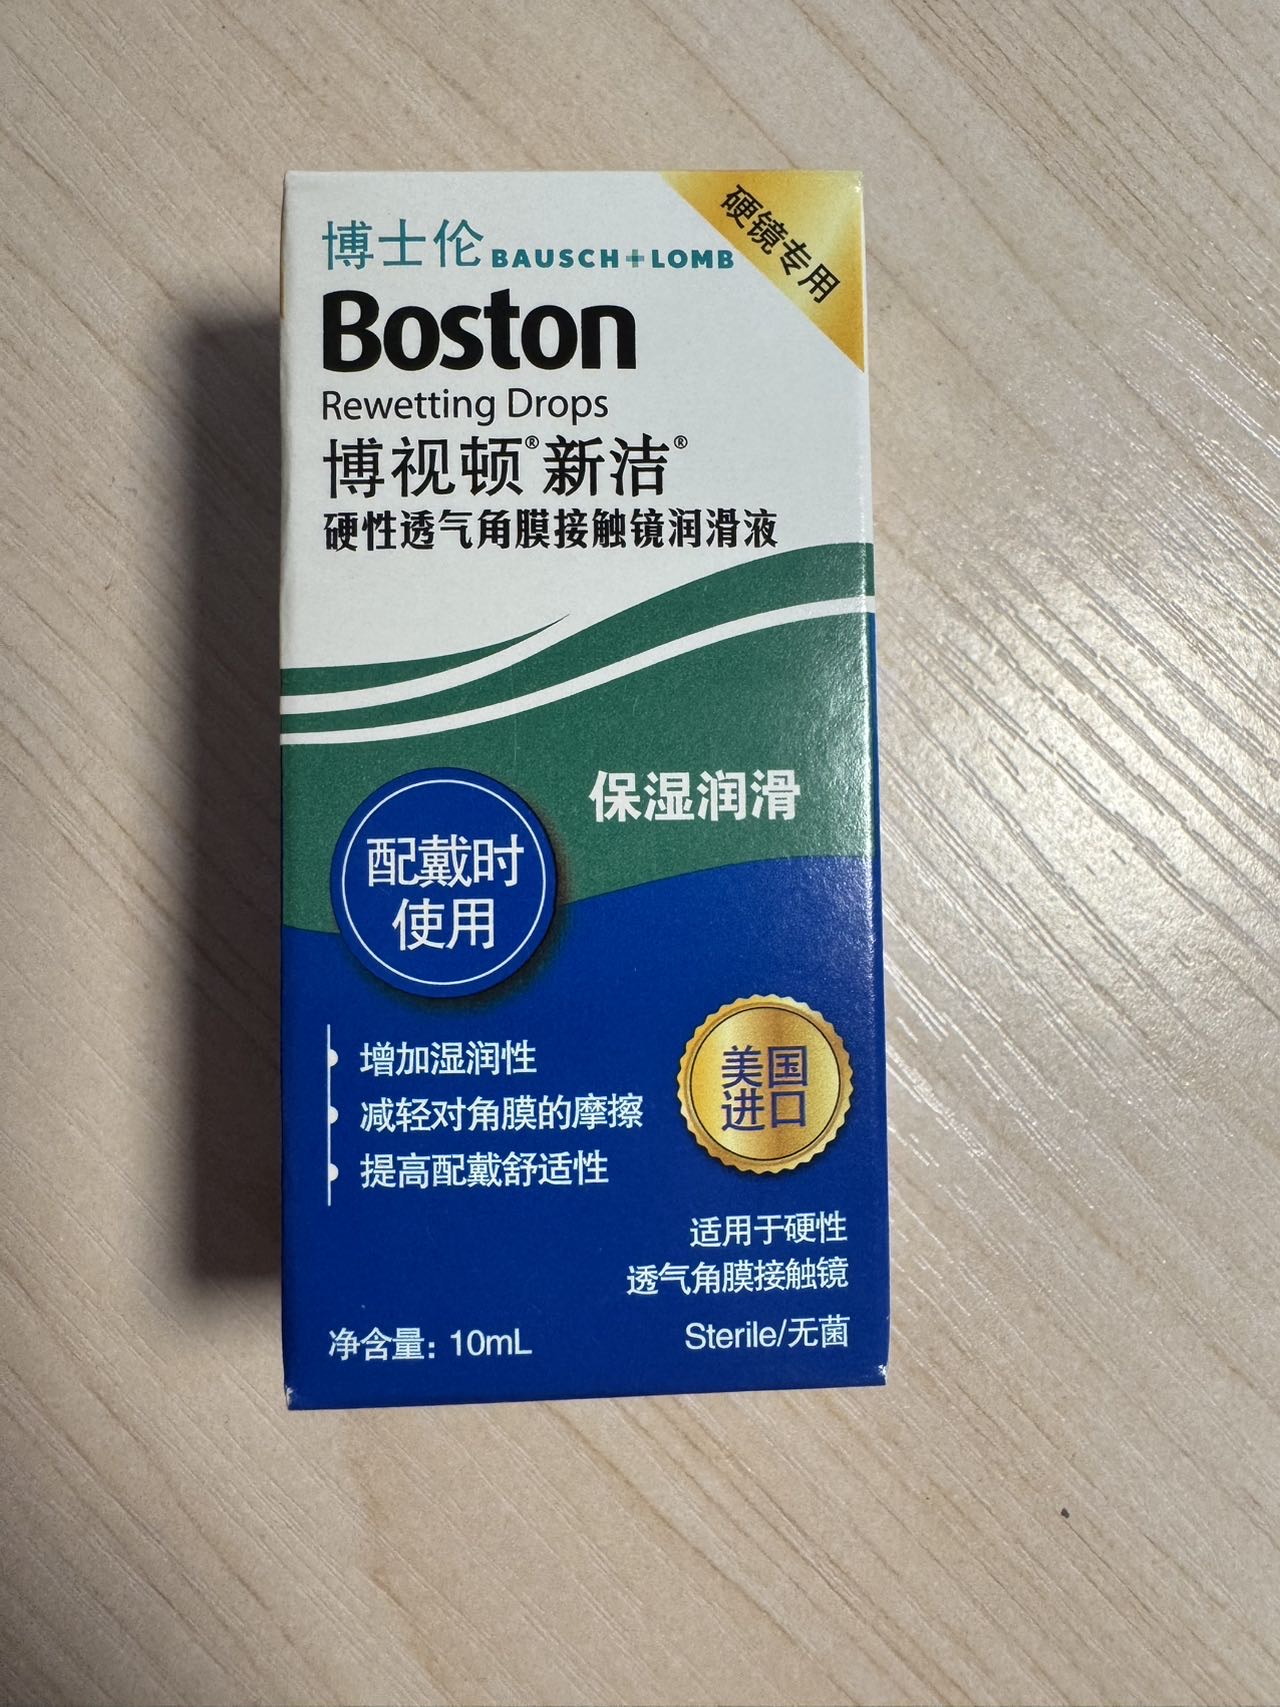 硬镜专用
博士伦 BAUSCH+LOMB
Boston
Rewetting Drops
博视顿®新洁®
硬性透气角膜接触镜润滑液
保湿润滑
配戴时
使用
增加湿润性
减轻对角膜的摩擦
提高配戴舒适性
美国
进口
适用于硬性
透气角膜接触镜
净含量：10mL
Sterile/无菌